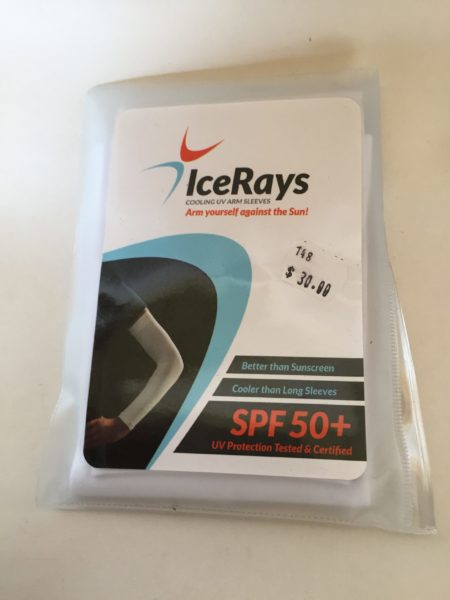 IceRays
COOLING UV ARM SLEEVES
Arm yourself against the Sun!
748
$ 30.00
Better than Sunscreen
Cooler than Long Sleeves
SPF 50+
UV Protection Tested & Certified